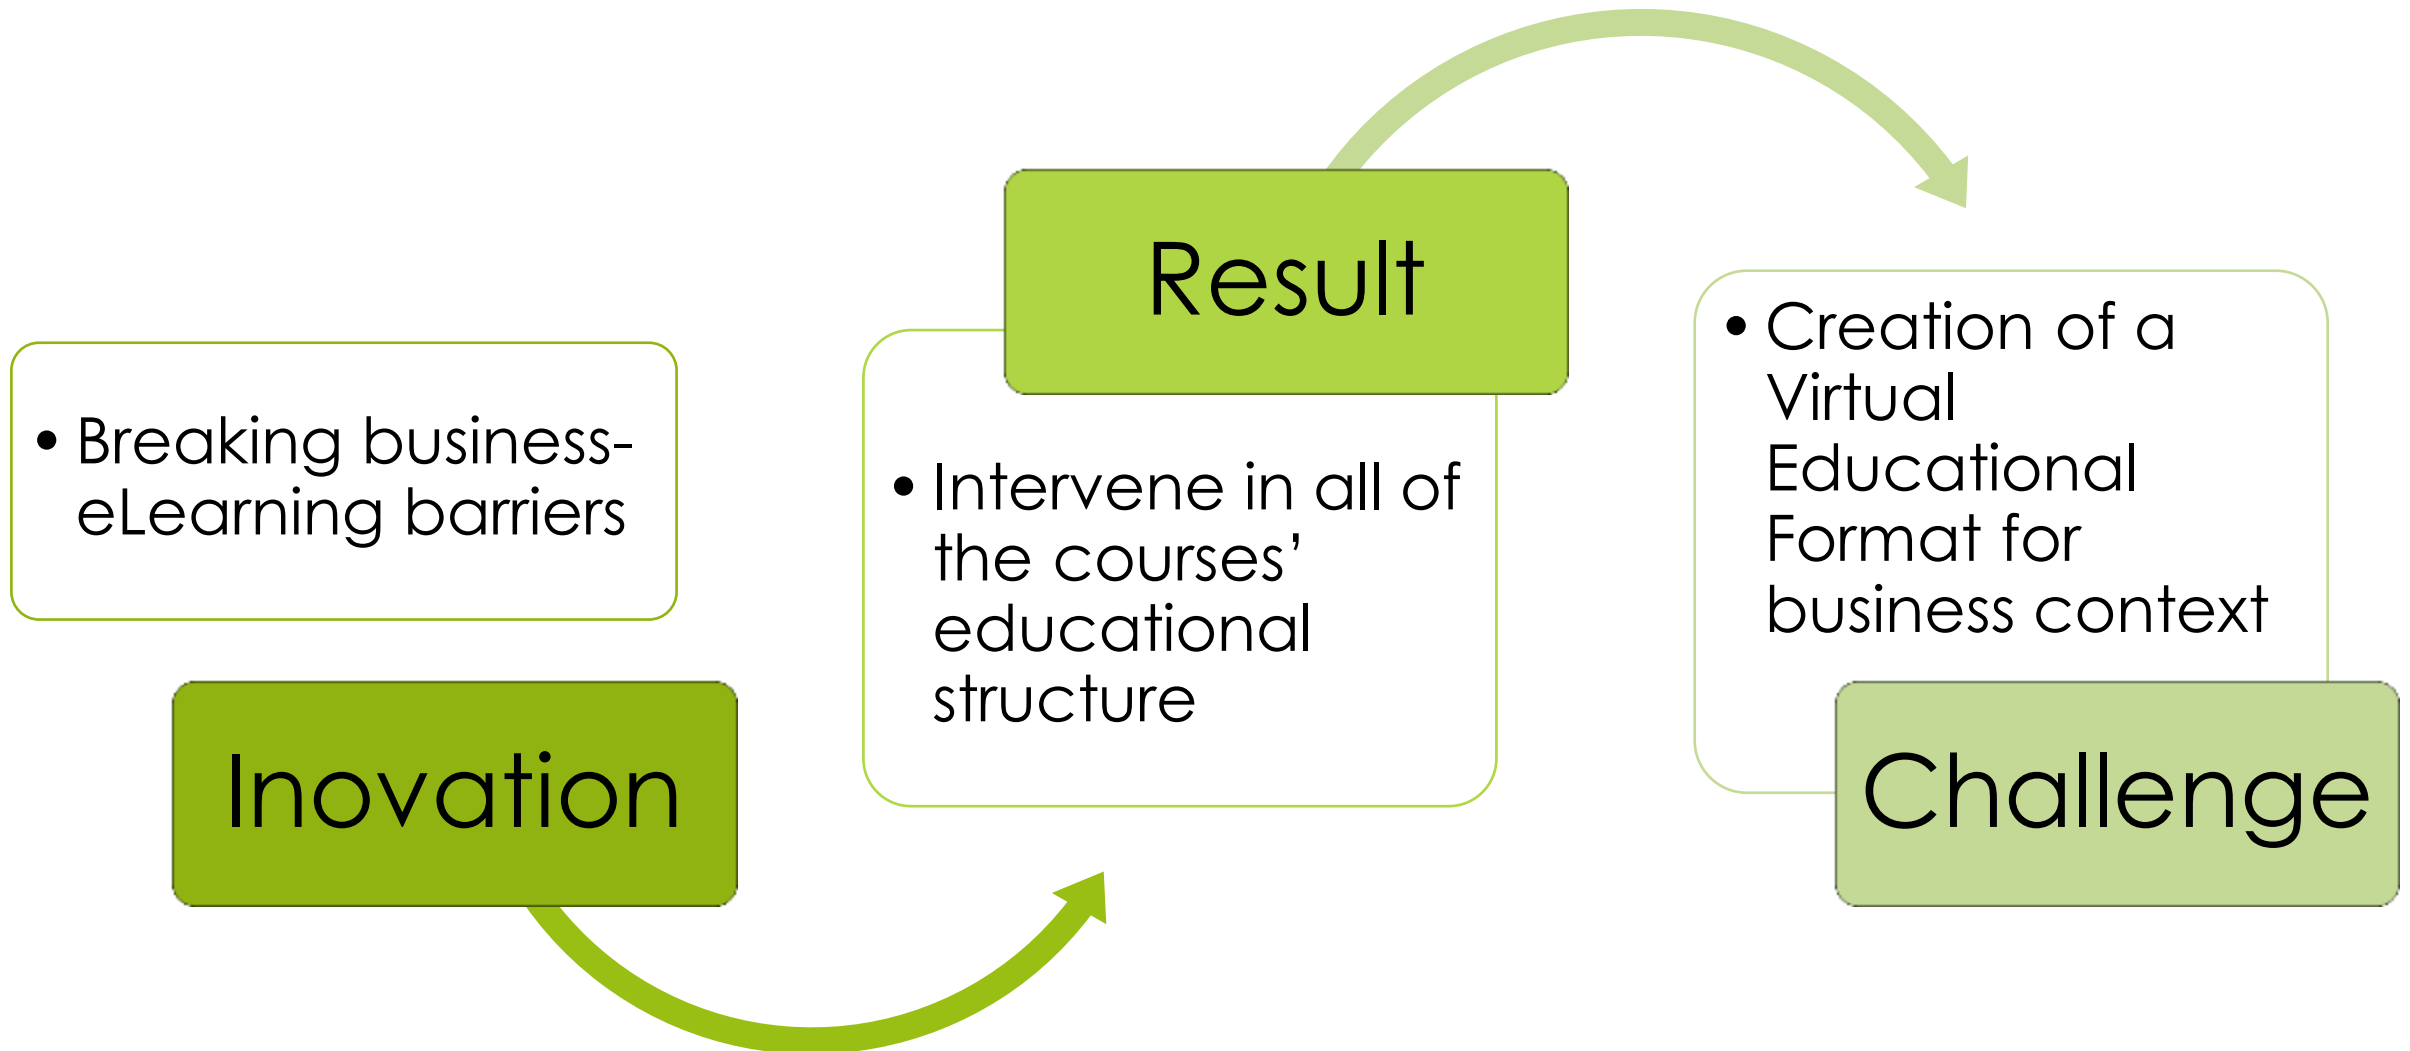 • Breaking business-
eLearning barriers
Inovation
Result
• Intervene in all of
the courses’
educational
structure
• Creation of a
Virtual
Educational
Format for
business context
Challenge